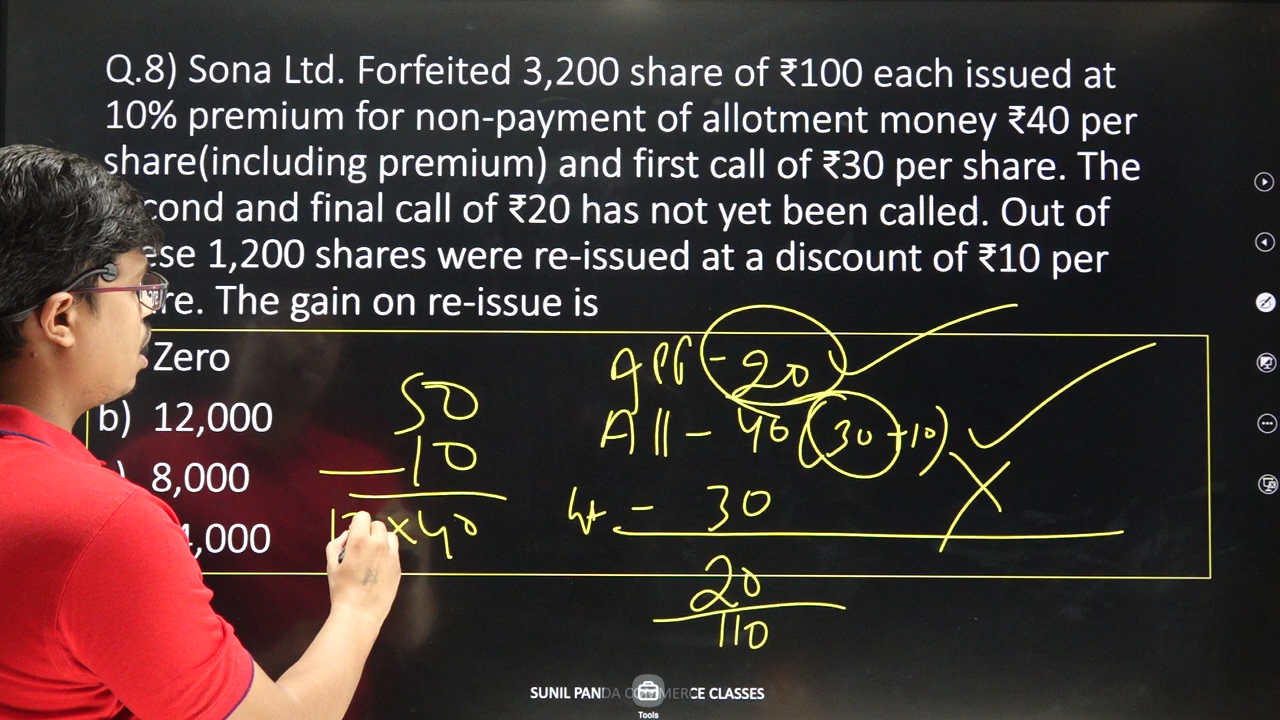 Q.8) Sona Ltd. Forfeited 3,200 share of ₹100 each issued at
10% premium for non-payment of allotment money ₹40 per
share(including premium) and first call of ₹30 per share. The
cond and final call of ₹20 has not yet been called. Out of
ese 1,200 shares were re-issued at a discount of ₹10 per
re. The gain on re-issue is
Zero
b) 12,000
) 8,000
,000
50
10
x40
App - 20
All - 40 (30+10)
- 30
20
110
SUNIL PANDA COMMERCE CLASSES
Tools